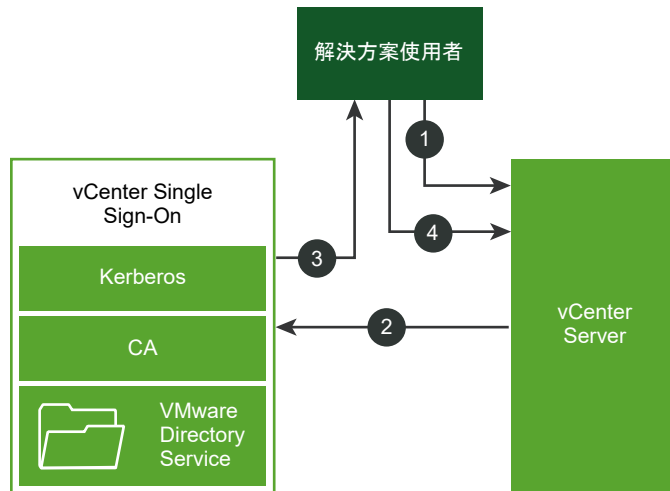 解決方案使用者
1
vCenter Single
Sign-On
4
3
Kerberos
vCenter
Server
2
CA
VMware
Directory
Service